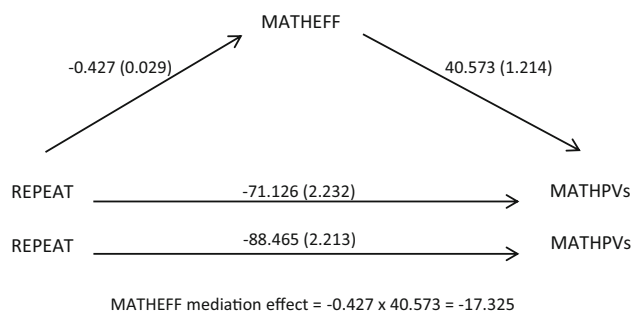 MATHEFF
-0.427 (0.029)
40.573 (1.214)
REPEAT
-71.126 (2.232)
MATHPVs
REPEAT
-88.465 (2.213)
MATHPVs
MATHEFF mediation effect = -0.427 x 40.573 = -17.325